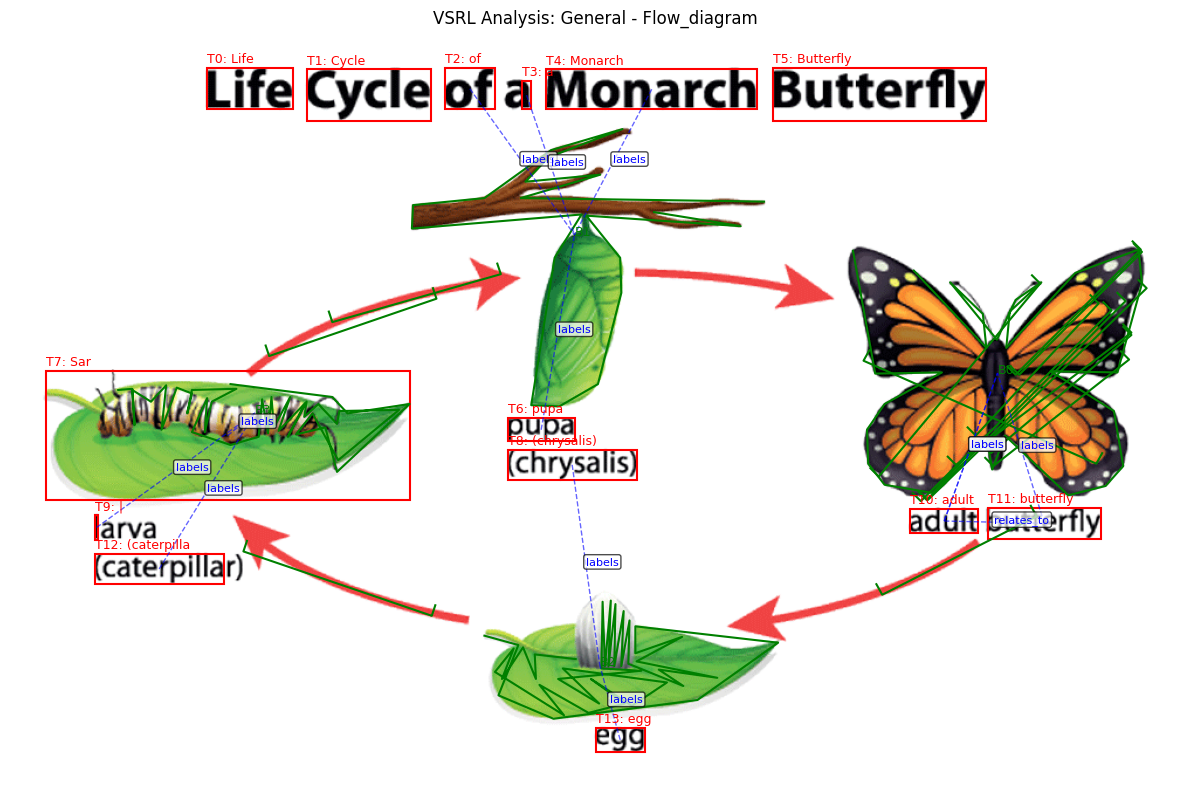 VSRL Analysis: General - Flow_diagram
T0: Life
T1: Cycle
T2: of
T3: a
T4: Monarch
T5: Butterfly
Life Cycle of a Monarch Butterfly
labels
labels
labels
labels
T7: Sar
labels
labels
labels
T6: pupa
pupa
T8: (chrysalis)
(chrysalis)
labels
labels
T9: l
larva
T12: (caterpilla
(caterpillar)
T10: adult
T11: butterfly
adult butterfly
relates_to
labels
labels
T13: egg
egg